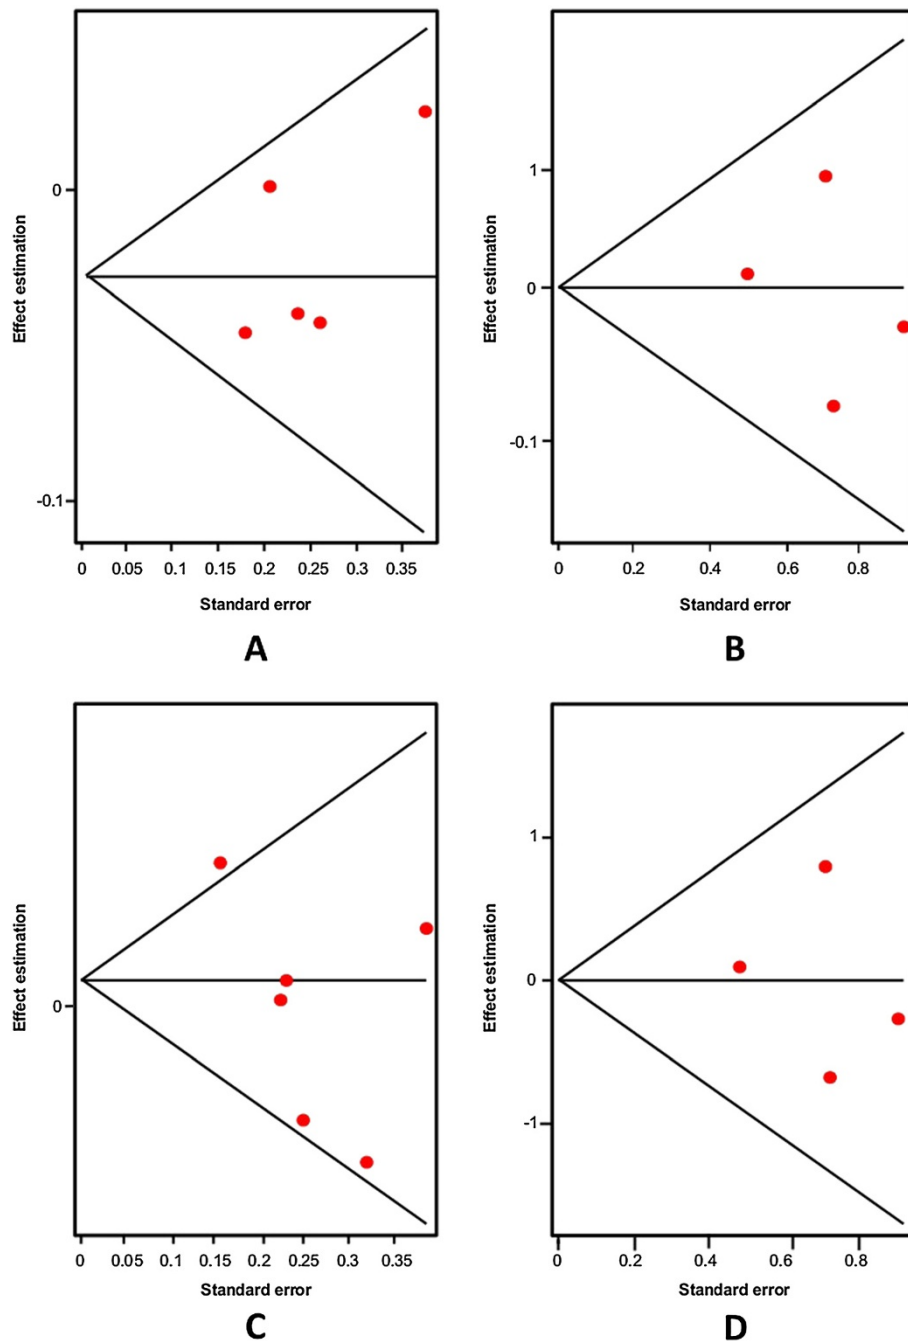 Effect estimation
0
-0.1
0 0.05 0.1 0.15 0.2 0.25 0.3 0.35
Standard error
A
Effect estimation
1
0
-0.1
0 0.2 0.4 0.6 0.8
Standard error
B
Effect estimation
0
0 0.05 0.1 0.15 0.2 0.25 0.3 0.35
Standard error
C
Effect estimation
1
0
-1
0 0.2 0.4 0.6 0.8
Standard error
D